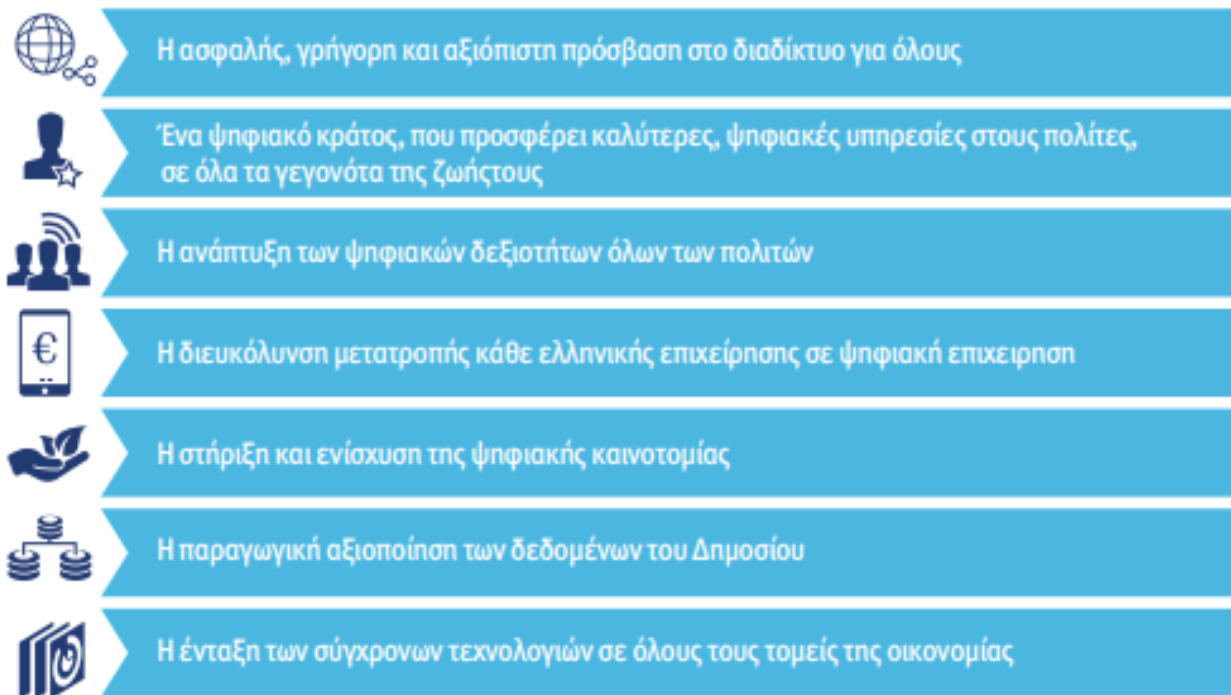 Η ασφαλής, γρήγορη και αξιόπιστη πρόσβαση στο διαδίκτυο για όλους
Ένα ψηφιακό κράτος, που προσφέρει καλύτερες, ψηφιακές υπηρεσίες στους πολίτες,
σε όλα τα γεγονότα της ζωήςτους
Η ανάπτυξη των ψηφιακών δεξιοτήτων όλων των πολιτών
€
Η διευκόλυνση μετατροπής κάθε ελληνικής επιχείρησης σε ψηφιακή επιχειρηση
Η στήριξη και ενίσχυση της ψηφιακής καινοτομίας
Η παραγωγική αξιοποίηση των δεδομένων του Δημοσίου
Η ένταξη των σύγχρονων τεχνολογιών σε όλους τους τομείς της οικονομίας